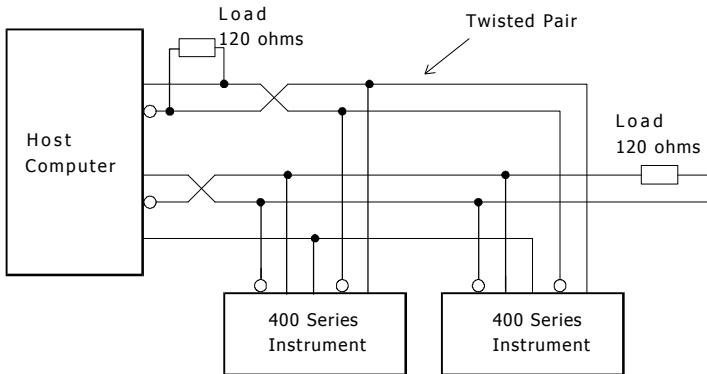 Load
120 ohms
Twisted Pair
Host
Computer
Load
120 ohms
400 Series
Instrument
400 Series
Instrument